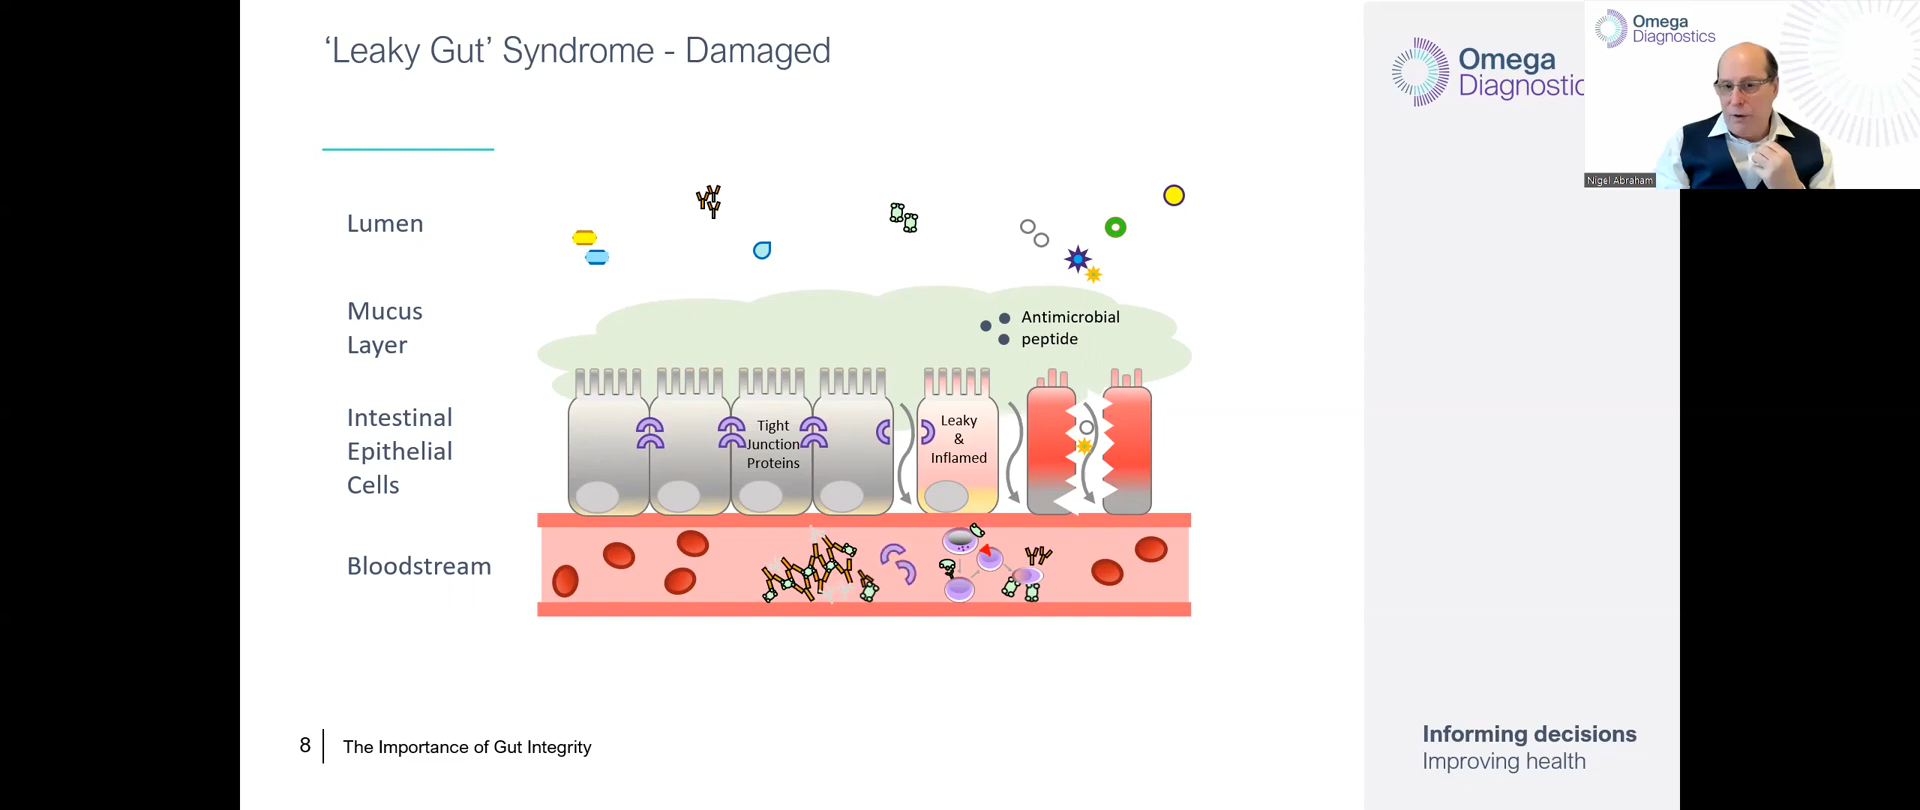 ‘Leaky Gut’ Syndrome - Damaged
Omega
Diagnostic
Omega
Diagnostics
Nigel Abraham
Lumen
Mucus
Layer
Antimicrobial
peptide
Intestinal
Epithelial
Cells
Tight
Junction
Proteins
Leaky
&
Inflamed
Bloodstream
8
The Importance of Gut Integrity
Informing decisions
Improving health